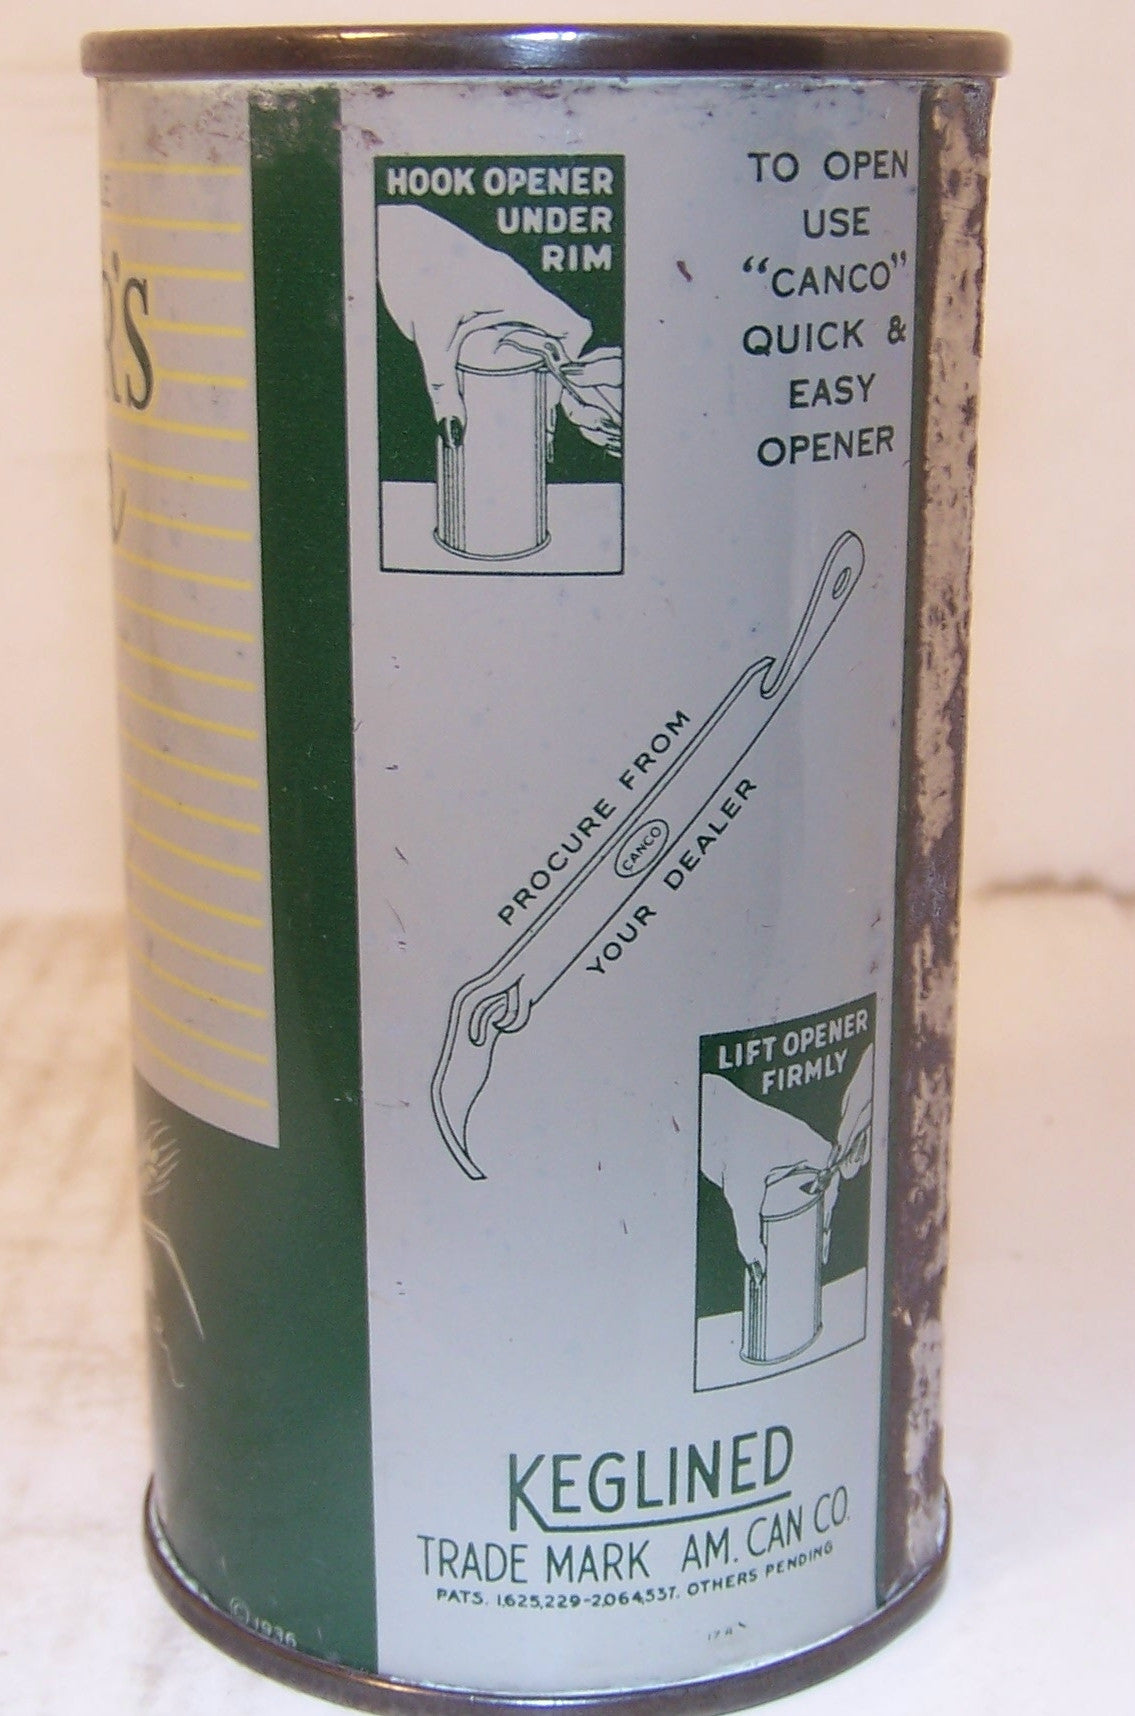 R'S
HOOK OPENER
UNDER
RIM
TO OPEN
USE
“CANCO”
QUICK &
EASY
OPENER
PROCURE FROM
CANCO
YOUR DEALER
LIFT OPENER
FIRMLY
KEGLINED
TRADE MARK AM. CAN CO.
PATS. 1,625,229-2,064,537. OTHERS PENDING
© 1936